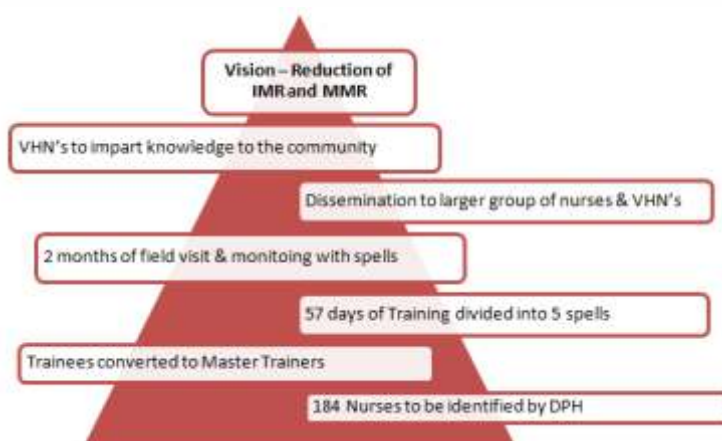 Vision – Reduction of
IMR and MMR
VHN's to impart knowledge to the community
Dissemination to larger group of nurses & VHN's
2 months of field visit & monitoing with spells
57 days of Training divided into 5 spells
Trainees converted to Master Trainers
184 Nurses to be identified by DPH